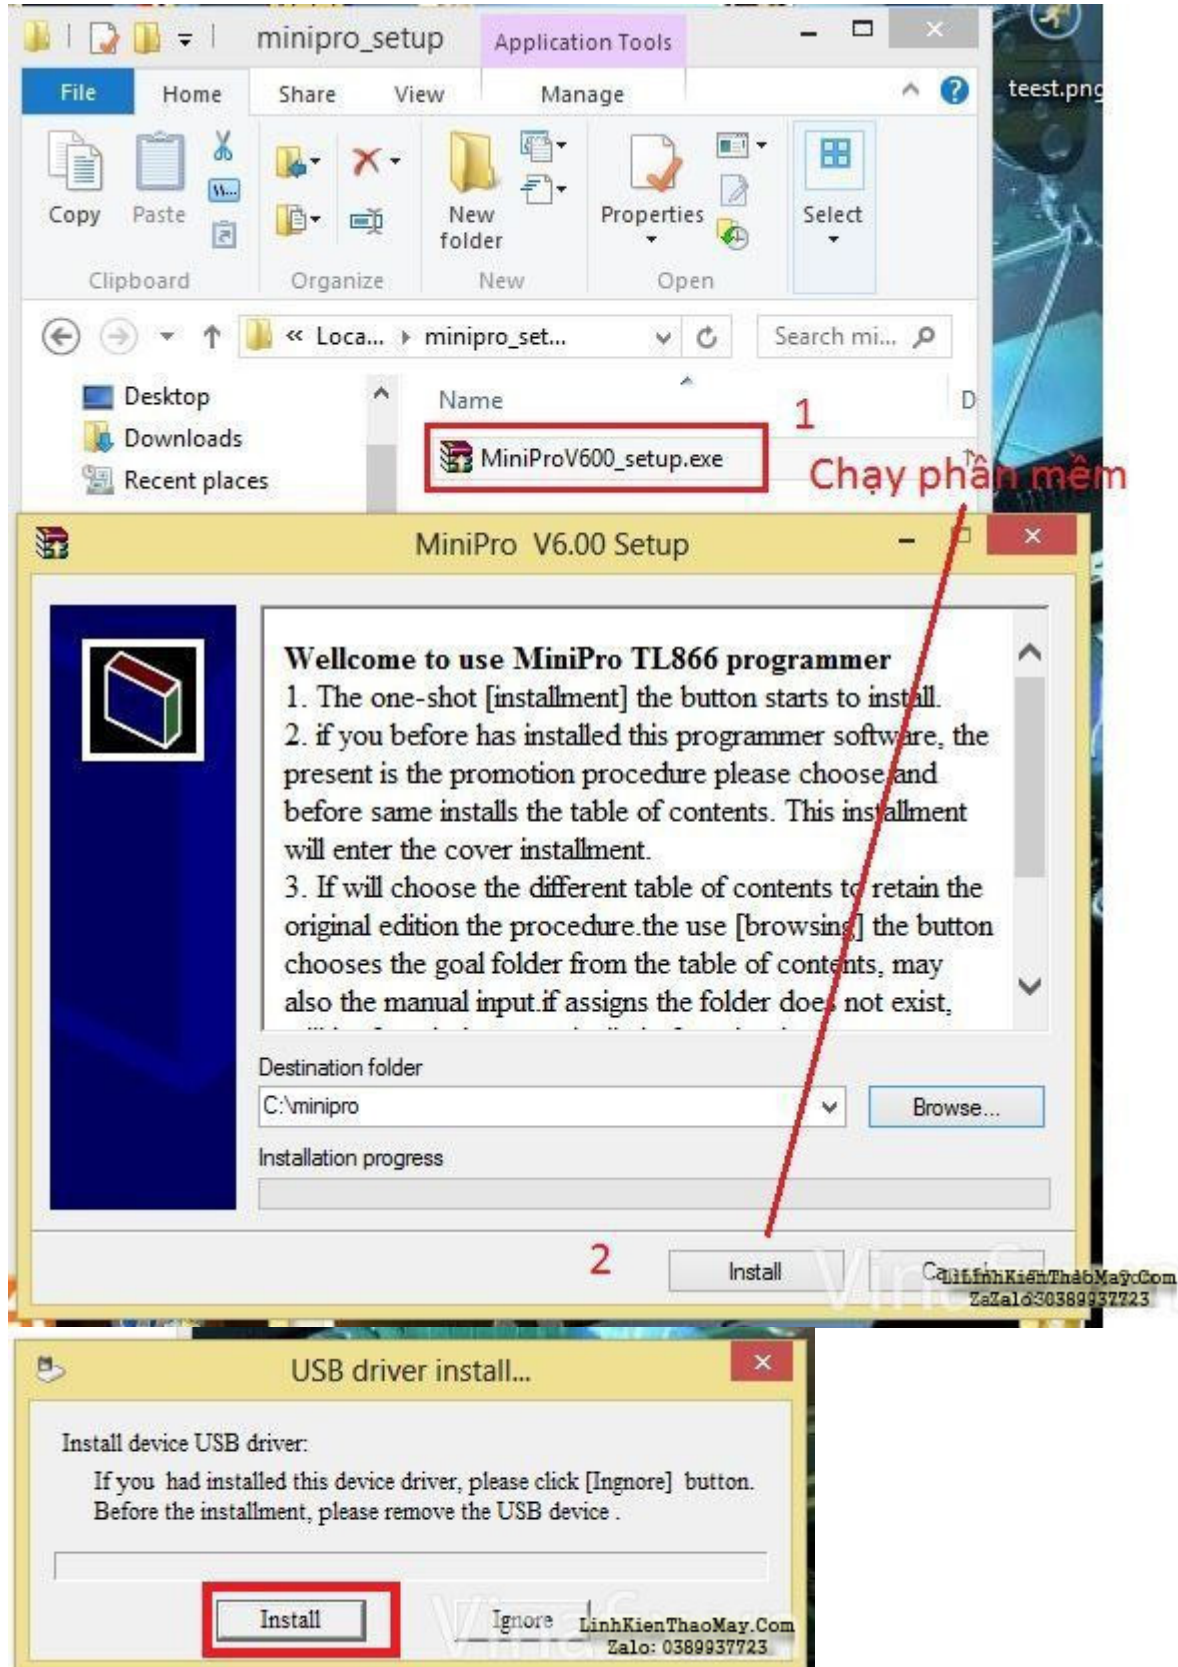 minipro_setup
Application Tools
teest.png
File Home Share View Manage
Copy Paste New folder Properties Select
Clipboard Organize New Open
« Loca... minipro_set... Search mi...
Desktop
Downloads
Recent places
Name
D
1
MiniProV600_setup.exe
Chạy phần mềm
MiniPro V6.00 Setup
Wellcome to use MiniPro TL866 programmer
1. The one-shot [installment] the button starts to install.
2. if you before has installed this programmer software, the
present is the promotion procedure please choose and
before same installs the table of contents. This installment
will enter the cover installment.
3. If will choose the different table of contents to retain the
original edition the procedure.the use [browsing] the button
chooses the goal folder from the table of contents, may
also the manual input.if assigns the folder does not exist,
Destination folder
C:\minipro
Browse...
Installation progress
2
Install
USB driver install...
Install device USB driver:
If you had installed this device driver, please click [Ingnore] button.
Before the installment, please remove the USB device .
Install
Ignore
LinhKienThaoMay.Com
Zalo: 0389937723